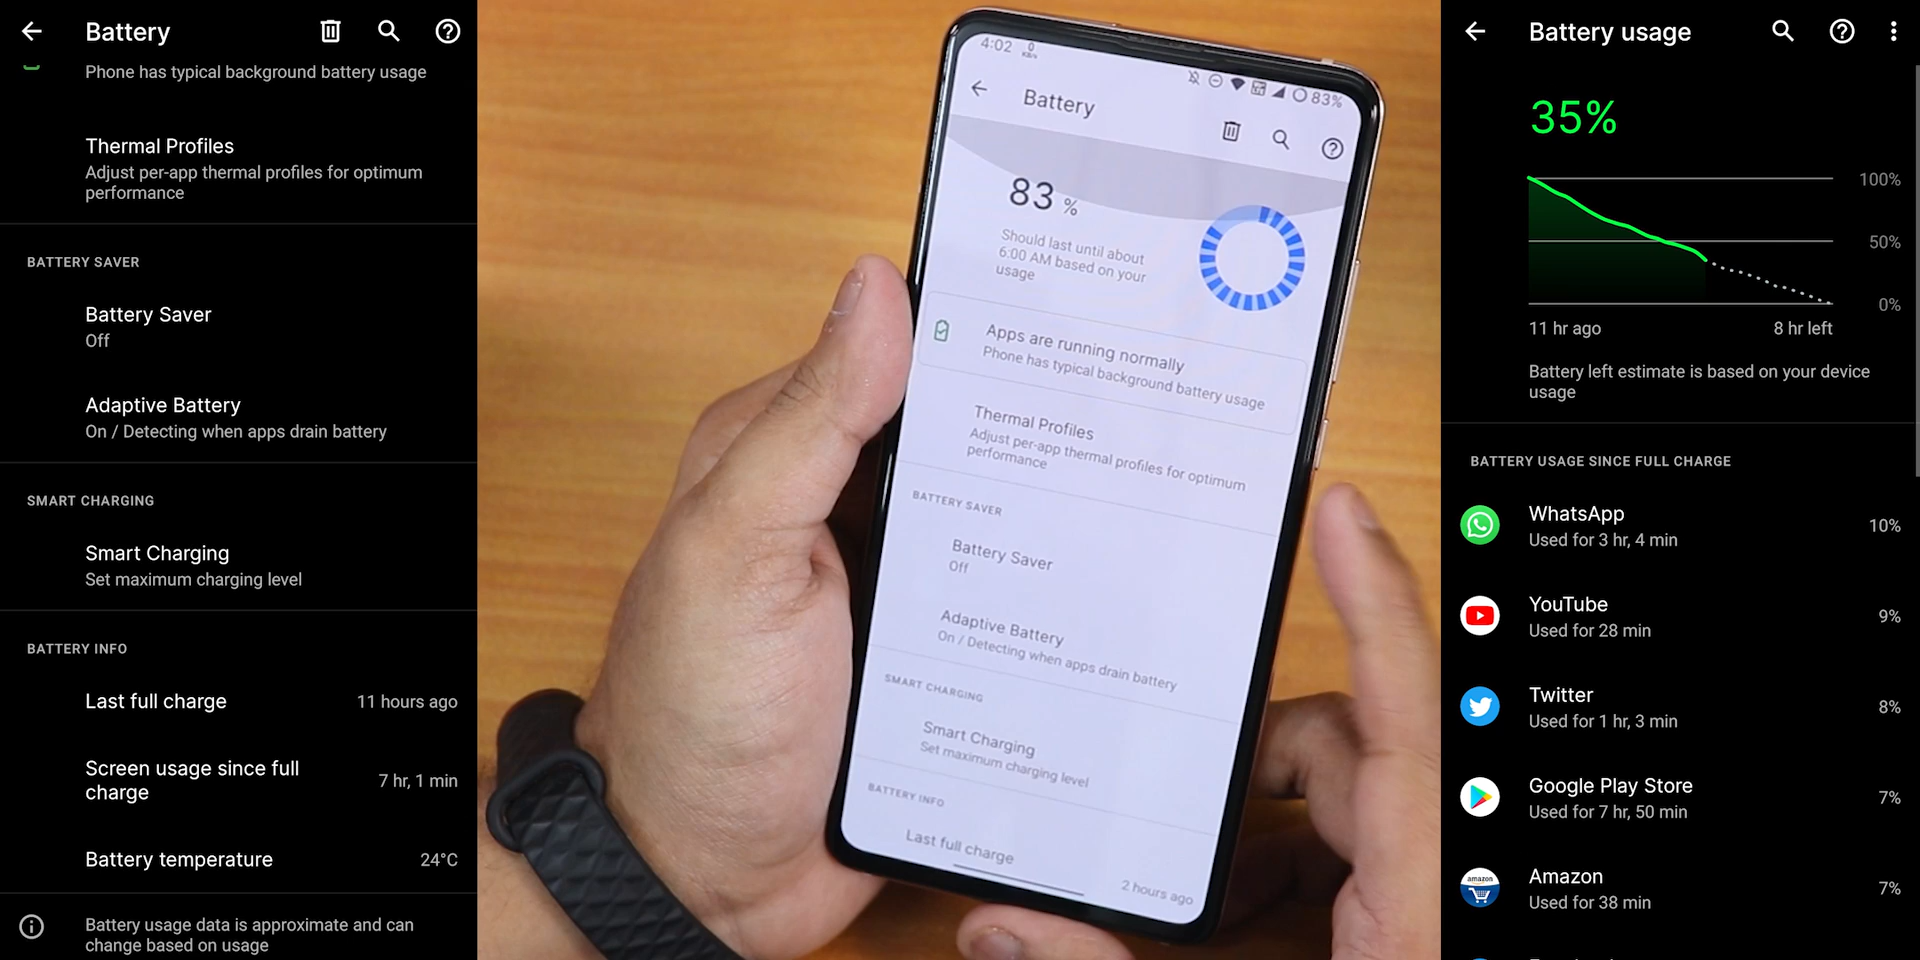 Battery
Phone has typical background battery usage
Thermal Profiles
Adjust per-app thermal profiles for optimum
performance
BATTERY SAVER
Battery Saver
Off
Adaptive Battery
On / Detecting when apps drain battery
SMART CHARGING
Smart Charging
Set maximum charging level
BATTERY INFO
Last full charge
11 hours ago
Screen usage since full
charge
7 hr, 1 min
Battery temperature
24°C
Battery usage data is approximate and can
change based on usage
4:02
0
KB/s
83%
Battery
83 %
Should last until about
6:00 AM based on your
usage
Apps are running normally
Phone has typical background battery usage
Thermal Profiles
Adjust per-app thermal profiles for optimum
performance
BATTERY SAVER
Battery Saver
Off
Adaptive Battery
On / Detecting when apps drain battery
SMART CHARGING
Smart Charging
Set maximum charging level
BATTERY INFO
Last full charge
2 hours ago
Battery usage
35%
100%
50%
0%
11 hr ago
8 hr left
Battery left estimate is based on your device
usage
BATTERY USAGE SINCE FULL CHARGE
WhatsApp
10%
Used for 3 hr, 4 min
YouTube
9%
Used for 28 min
Twitter
8%
Used for 1 hr, 3 min
Google Play Store
7%
Used for 7 hr, 50 min
amazon
Amazon
7%
Used for 38 min